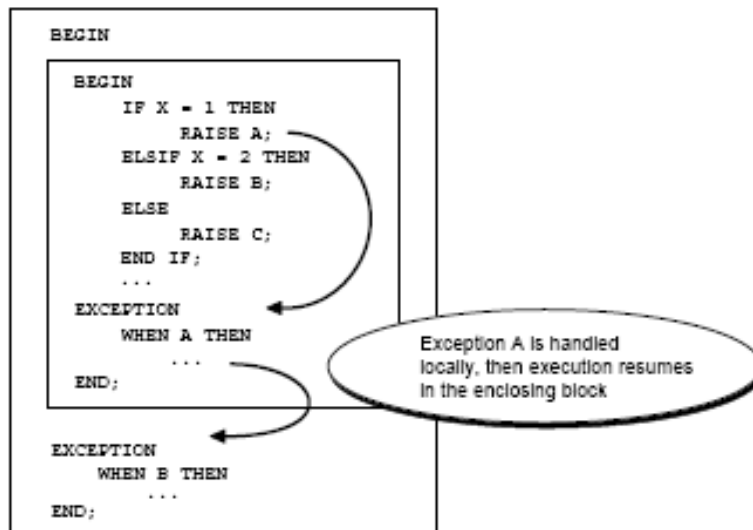 BEGIN
BEGIN
IF X = 1 THEN
RAISE A;
ELSIF X = 2 THEN
RAISE B;
ELSE
RAISE C;
END IF;
...
EXCEPTION
WHEN A THEN
...
END;
Exception A is handled
locally, then execution resumes
in the enclosing block
EXCEPTION
WHEN B THEN
...
END;